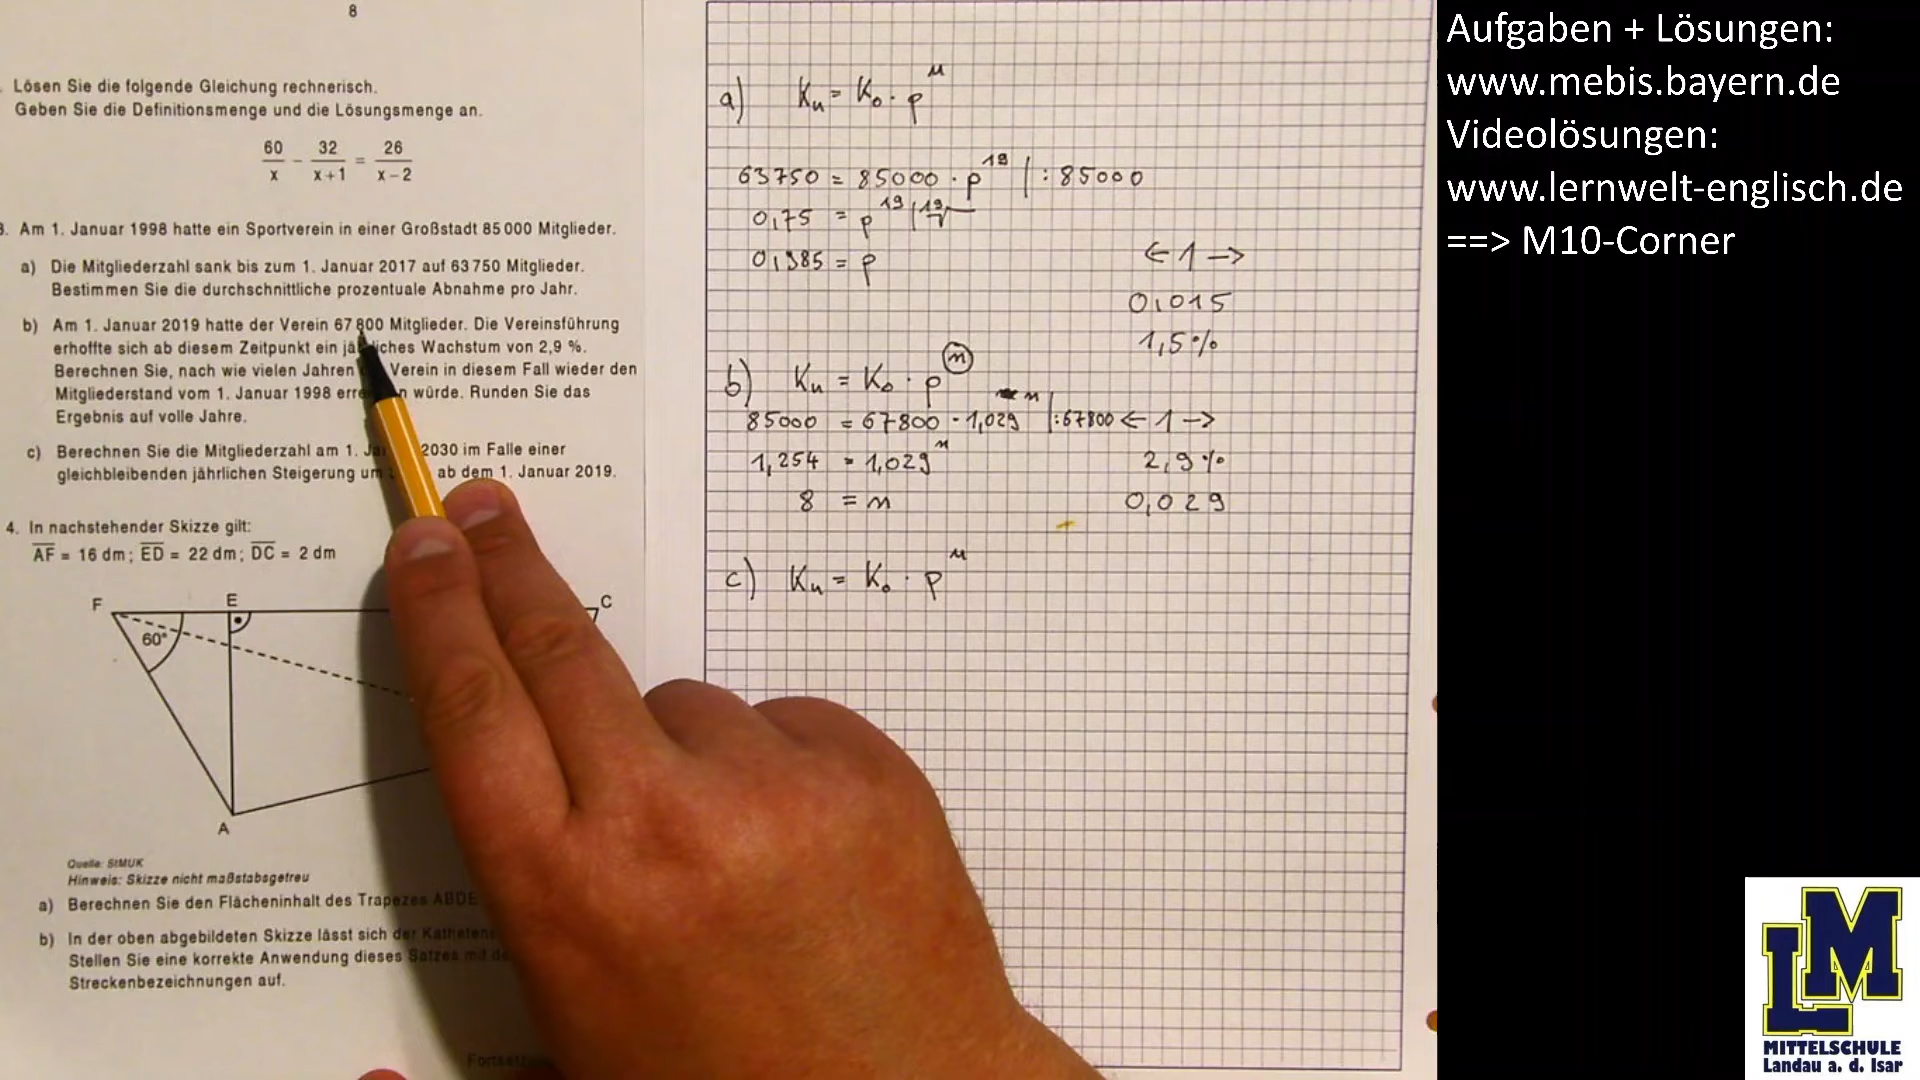 8
Lösen Sie die folgende Gleichung rechnerisch.
Geben Sie die Definitionsmenge und die Lösungsmenge an.
60/x - 32/x+1 = 26/x-2
3. Am 1. Januar 1998 hatte ein Sportverein in einer Großstadt 85 000 Mitglieder.
a) Die Mitgliederzahl sank bis zum 1. Januar 2017 auf 63 750 Mitglieder.
Bestimmen Sie die durchschnittliche prozentuale Abnahme pro Jahr.
b) Am 1. Januar 2019 hatte der Verein 67 800 Mitglieder. Die Vereinsführung
erhoffte sich ab diesem Zeitpunkt ein jährliches Wachstum von 2,9 %.
Berechnen Sie, nach wie vielen Jahren Verein in diesem Fall wieder den
Mitgliederstand vom 1. Januar 1998 erreichen würde. Runden Sie das
Ergebnis auf volle Jahre.
c) Berechnen Sie die Mitgliederzahl am 1. 2030 im Falle einer
gleichbleibenden jährlichen Steigerung um ab dem 1. Januar 2019.
4. In nachstehender Skizze gilt:
AF = 16 dm; ED = 22 dm; DC = 2 dm
F E C
60°
A
Quelle: StMUK
Hinweis: Skizze nicht maßstabsgetreu
a) Berechnen Sie den Flächeninhalt des Trapezes ABDE
b) In der oben abgebildeten Skizze lässt sich der
Stellen Sie eine korrekte Anwendung dieses Satzes mit
Streckenbezeichnungen auf.
a) Kn = K0 · p^n
63750 = 85000 · p^19 | : 85000
0,75 = p^19 | 19√
0,985 = p
← 1 →
0,015
1,5 %
b) Kn = K0 · p^n
85000 = 67800 · 1,029^n | :67800 ← 1 →
1,254 = 1,029^n 2,9 %
8 = n 0,029
c) Kn = K0 · p^n
Aufgaben + Lösungen:
www.mebis.bayern.de
Videolösungen:
www.lernwelt-englisch.de
==> M10-Corner
LM
MITTELSCHULE
Landau a. d. Isar